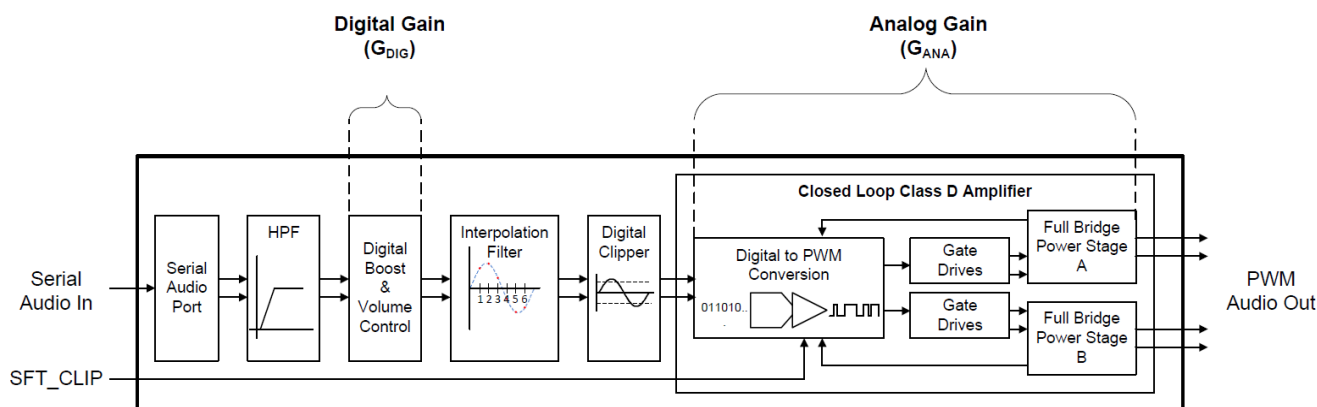 Digital Gain
(GDIG)
Analog Gain
(GANA)
Closed Loop Class D Amplifier
Serial
Audio In
Serial
Audio
Port
HPF
Digital
Boost
&
Volume
Control
Interpolation
Filter
1 2 3 4 5 6
Digital
Clipper
Digital to PWM
Conversion
011010..
.
Gate
Drives
Gate
Drives
Full Bridge
Power Stage
A
Full Bridge
Power Stage
B
PWM
Audio Out
SFT_CLIP